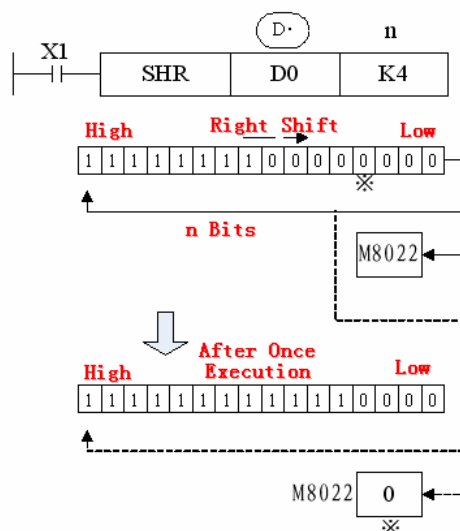 D·
n
X1
SHR D0 K4
Right Shift
High Low
1 1 1 1 1 1 1 1 0 0 0 0 0 0 0 0
※
n Bits
M8022
After Once
Execution
High Low
1 1 1 1 1 1 1 1 1 1 1 1 0 0 0 0
M8022 0
※